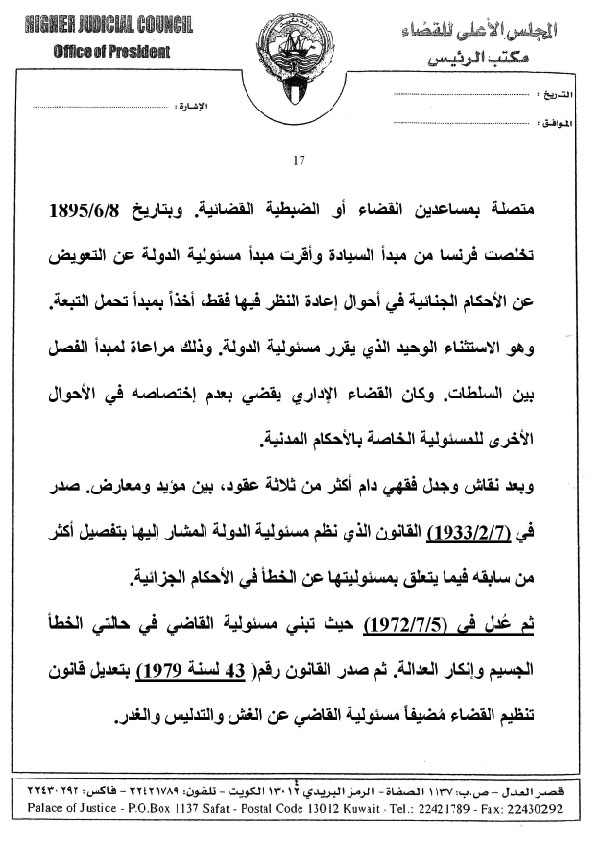 HIGHER JUDICIAL COUNCIL
Office of President
المجلس الأعلى للقضاء
مكتب الرئيس
التاريخ :
الموافق :
الإشارة :
17
متصلة بمساعدين القضاء أو الضبطية القضائية. وبتاريخ 1895/6/8
تخلصت فرنسا من مبدأ السيادة وأقرت مبدأ مسئولية الدولة عن التعويض
عن الأحكام الجنائية في أحوال إعادة النظر فيها فقط، أخذاً بمبدأ تحمل التبعة.
وهو الاستثناء الوحيد الذي يقرر مسئولية الدولة. وذلك مراعاة لمبدأ الفصل
بين السلطات. وكان القضاء الإداري يقضي بعدم إختصاصه في الأحوال
الأخرى للمسئولية الخاصة بالأحكام المدنية.
وبعد نقاش وجدل فقهي دام أكثر من ثلاثة عقود، بين مؤيد ومعارض. صدر
في (1933/2/7) القانون الذي نظم مسئولية الدولة المشار إليها بتفصيل أكثر
من سابقه فيما يتعلق بمسئوليتها عن الخطأ في الأحكام الجزائية.
ثم عُدل في (1972/7/5) حيث تبني مسئولية القاضي في حالتي الخطأ
الجسيم وإنكار العدالة. ثم صدر القانون رقم( 43 لسنة 1979) بتعديل قانون
تنظيم القضاء مُضيفاً مسئولية القاضي عن الغش والتدليس والغدر.
قصر العدل - ص.ب: ١١٣٧ الصفاة - الرمز البريدي ١٣٠١٢ الكويت - تلفون: ٢٢٤٢١٧٨٩ - فاكس: ٢٢٤٣٠٢٩٢
Palace of Justice - P.O.Box 1137 Safat - Postal Code 13012 Kuwait - Tel.: 22421789 - Fax: 22430292